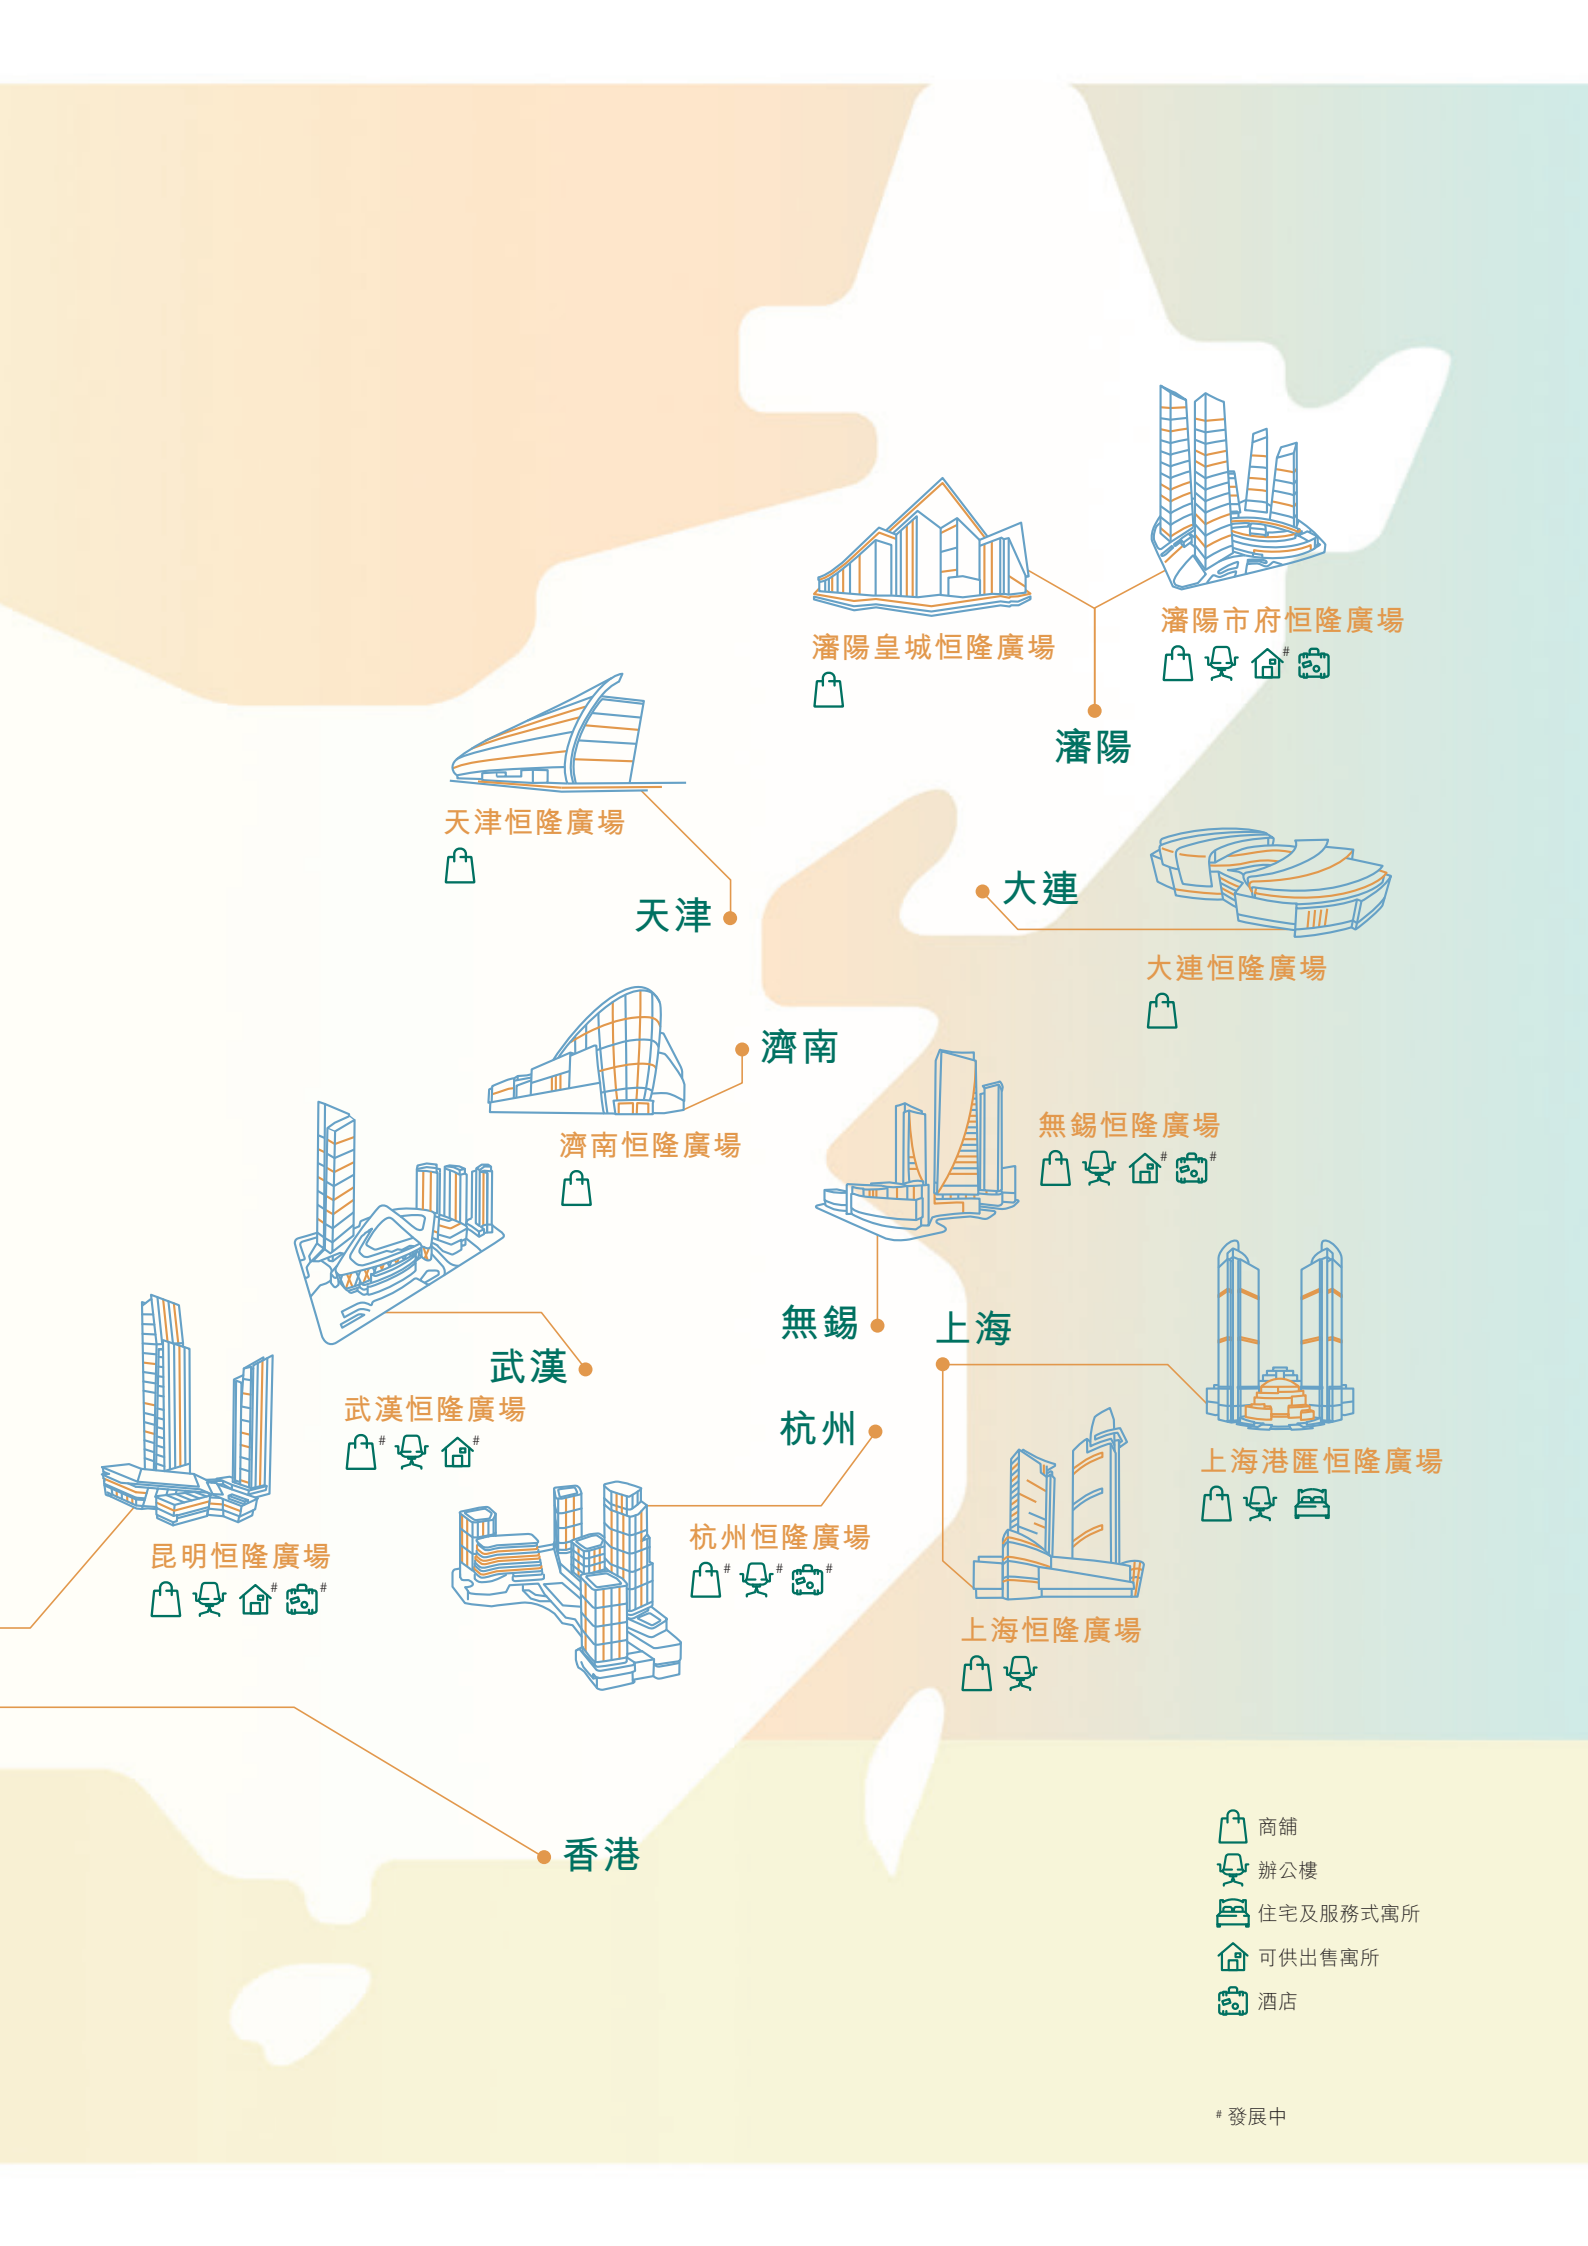 瀋陽市府恒隆廣場
#
瀋陽皇城恒隆廣場
瀋陽
天津恒隆廣場
天津
大連
大連恒隆廣場
濟南
濟南恒隆廣場
無錫恒隆廣場
# #
無錫
上海
武漢
武漢恒隆廣場
# #
杭州
上海港匯恒隆廣場
杭州恒隆廣場
# # #
昆明恒隆廣場
# #
上海恒隆廣場
香港
商舖
辦公樓
住宅及服務式寓所
可供出售寓所
酒店
# 發展中